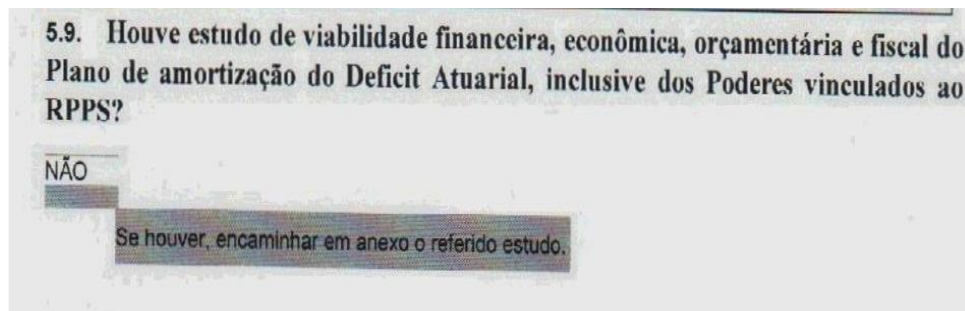 5.9. Houve estudo de viabilidade financeira, econômica, orçamentária e fiscal do
Plano de amortização do Deficit Atuarial, inclusive dos Poderes vinculados ao
RPPS?
NÃO
Se houver, encaminhar em anexo o referido estudo.